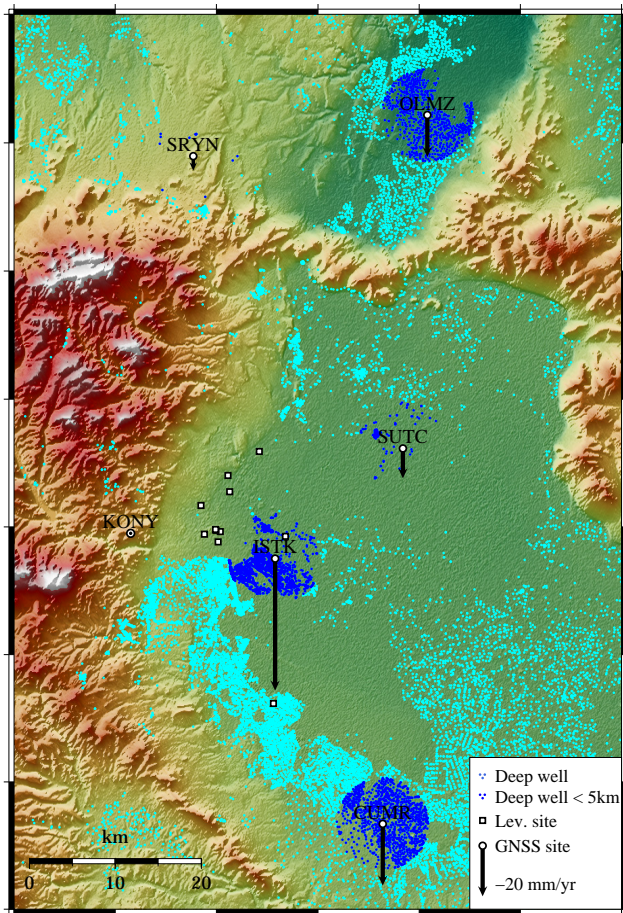 OLMZ
SRYN
SUTC
KONY
ISTK
CUMR
km
0 10 20
Deep well
Deep well < 5km
Lev. site
GNSS site
−20 mm/yr